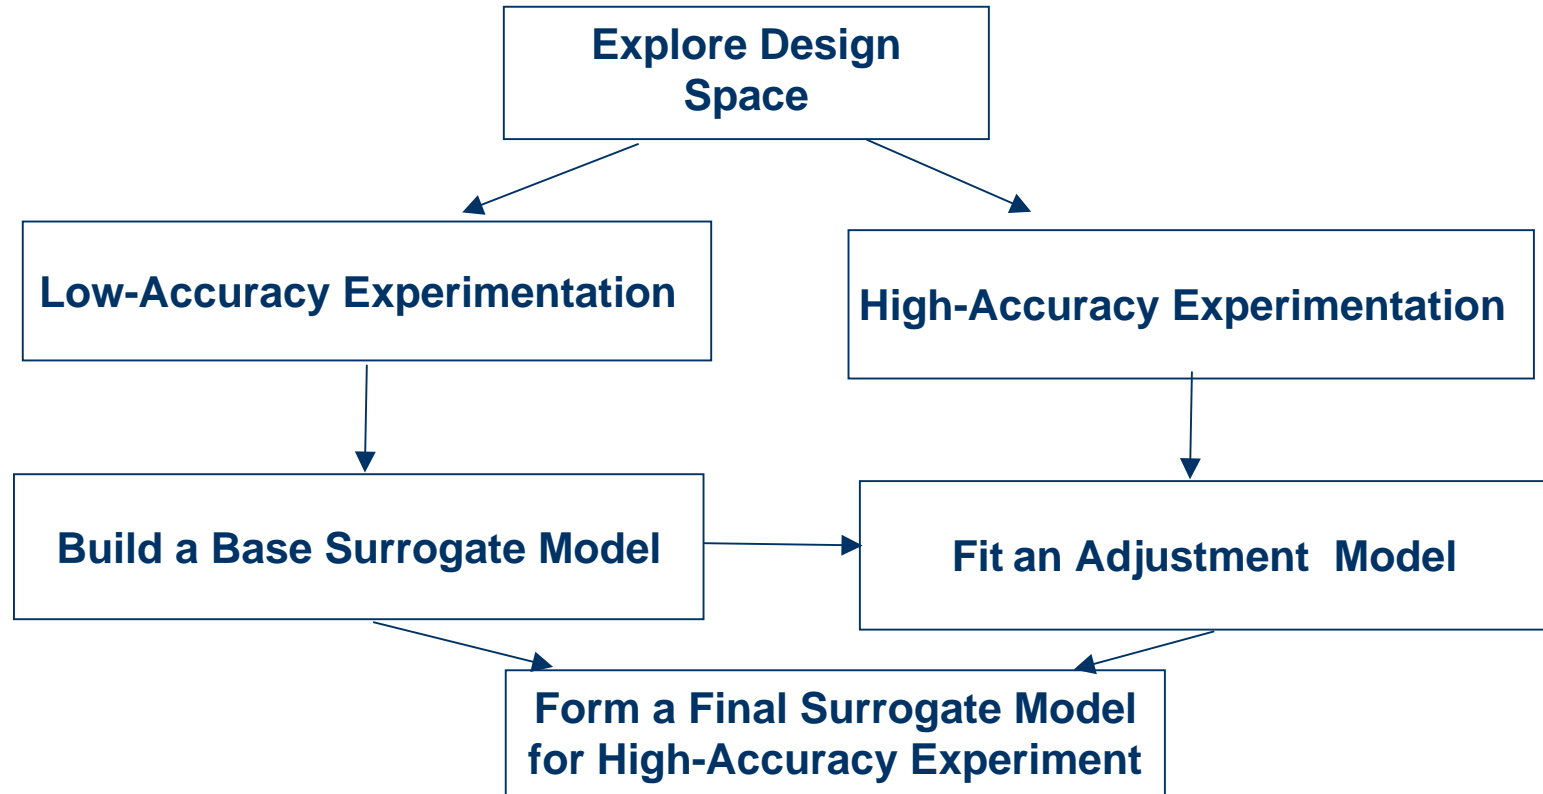 Explore Design
Space
Low-Accuracy Experimentation
High-Accuracy Experimentation
Build a Base Surrogate Model
Fit an Adjustment  Model
Form a Final Surrogate Model
for High-Accuracy Experiment